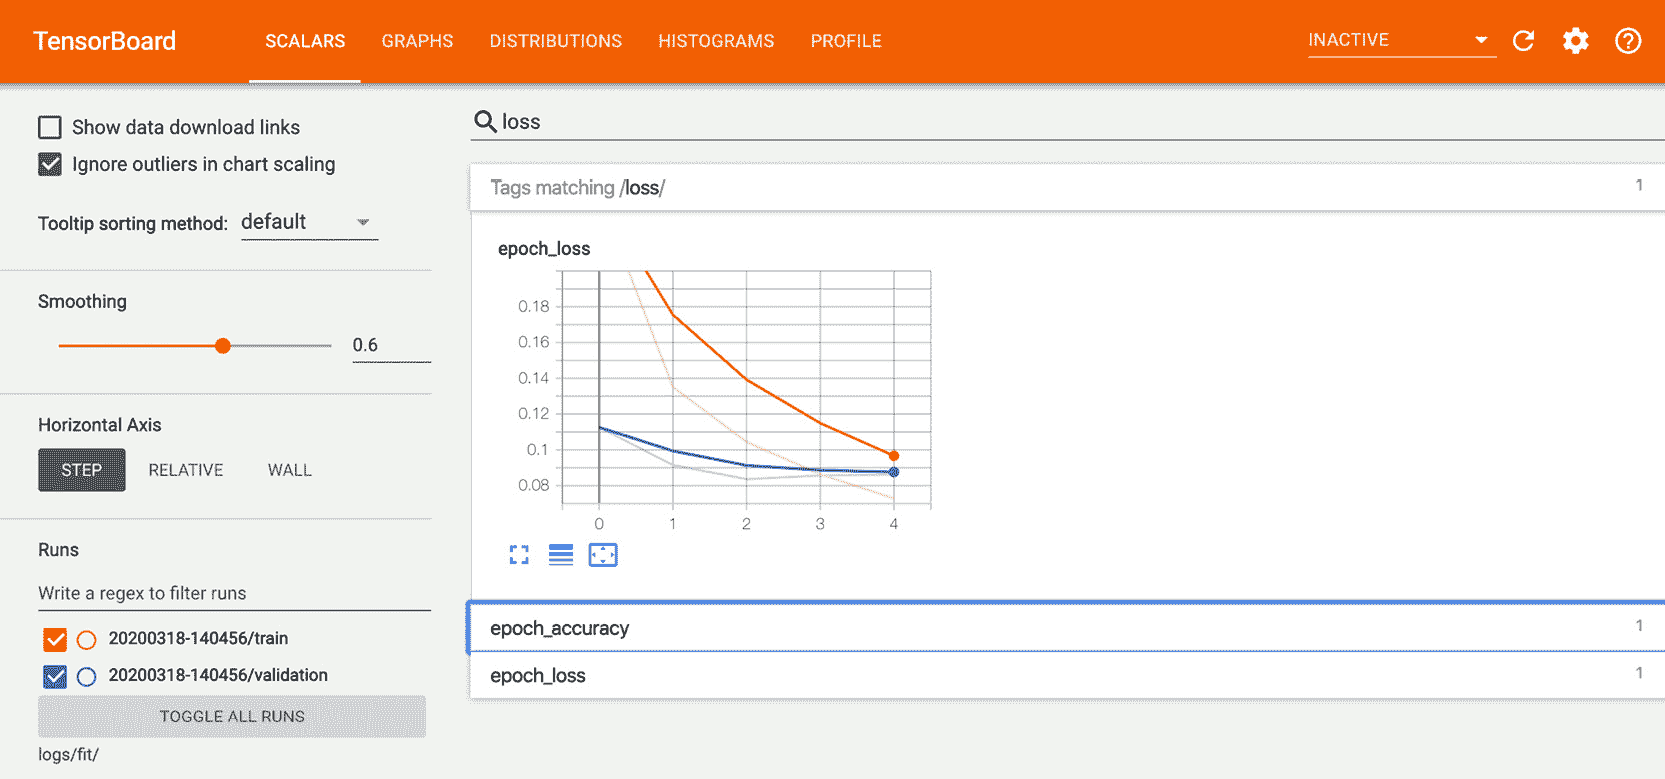 TensorBoard SCALARS GRAPHS DISTRIBUTIONS HISTOGRAMS PROFILE INACTIVE
Show data download links
Ignore outliers in chart scaling
Tooltip sorting method: default
Smoothing
0.6
Horizontal Axis
STEP RELATIVE WALL
Runs
Write a regex to filter runs
20200318-140456/train
20200318-140456/validation
TOGGLE ALL RUNS
logs/fit/
loss
Tags matching /loss/ 1
epoch_loss
0.18
0.16
0.14
0.12
0.1
0.08
0 1 2 3 4
epoch_accuracy 1
epoch_loss 1